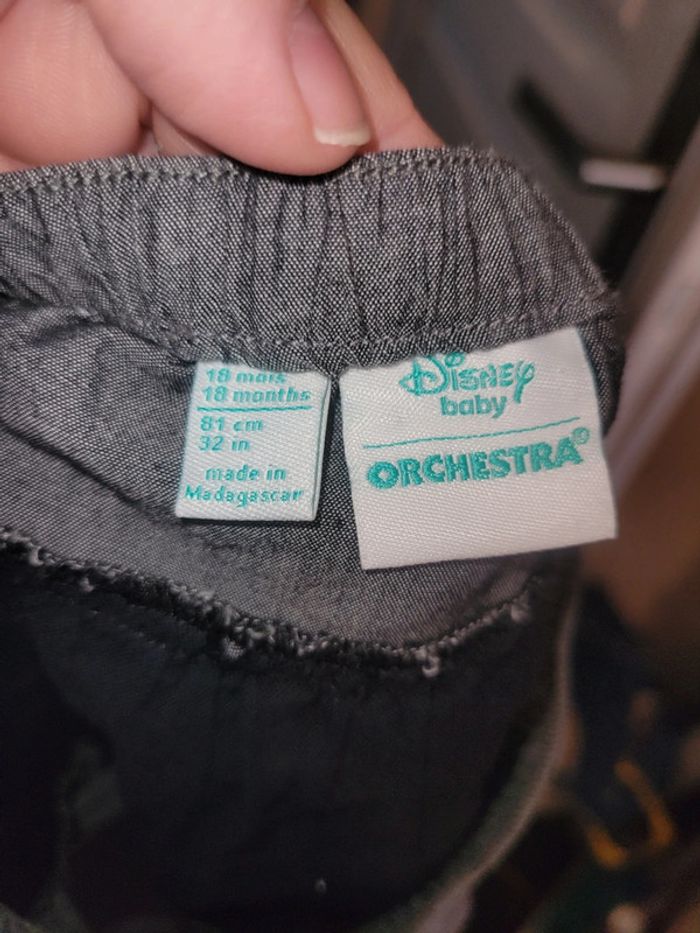 18 mois
18 months
81 cm
32 in
made in
Madagascar
Disney
baby
ORCHESTRA®